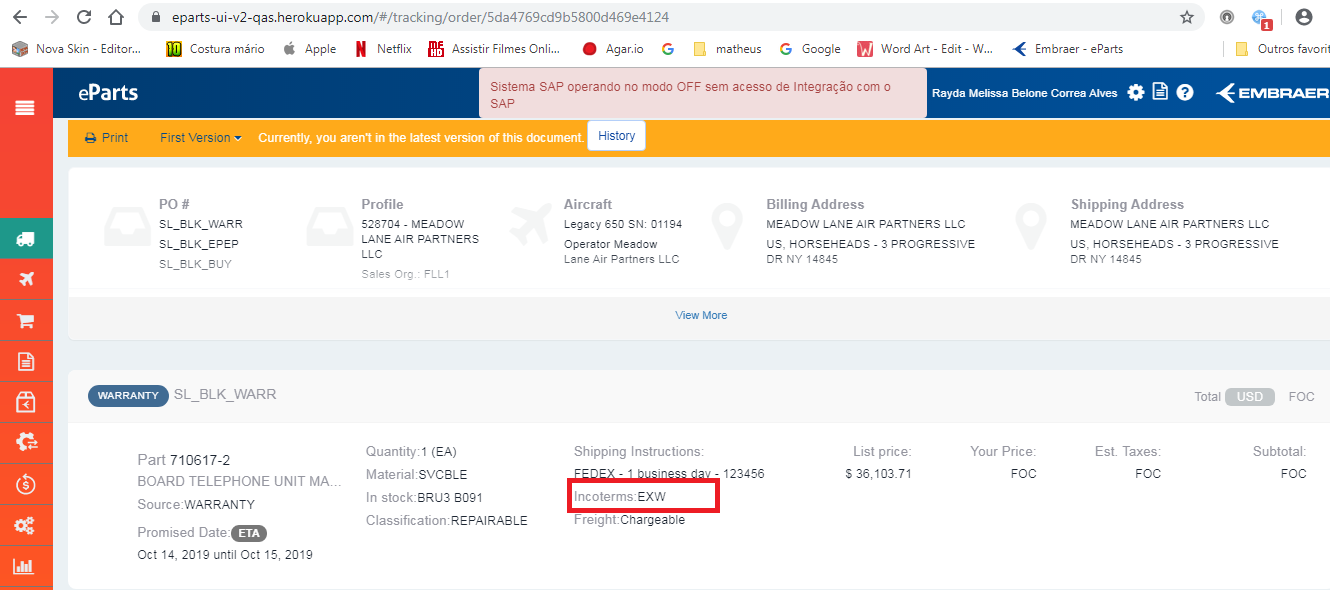 eparts-ui-v2-qas.herokuapp.com/#/tracking/order/5da4769cd9b5800d469e4124
1
Nova Skin - Editor... 10 Costura mário Apple N Netflix Assistir Filmes Onli... Agar.io G matheus G Google W Word Art - Edit - W... Embraer - eParts Outros favorit
eParts
Sistema SAP operando no modo OFF sem acesso de Integração com o
SAP
Rayda Melissa Belone Correa Alves
EMBRAER
Print First Version Currently, you aren't in the latest version of this document. History
PO #
SL_BLK_WARR
SL_BLK_EPEP
SL_BLK_BUY
Profile
528704 - MEADOW
LANE AIR PARTNERS
LLC
Sales Org.: FLL1
Aircraft
Legacy 650 SN: 01194
Operator Meadow
Lane Air Partners LLC
Billing Address
MEADOW LANE AIR PARTNERS LLC
US, HORSEHEADS - 3 PROGRESSIVE
DR NY 14845
Shipping Address
MEADOW LANE AIR PARTNERS LLC
US, HORSEHEADS - 3 PROGRESSIVE
DR NY 14845
View More
WARRANTY SL_BLK_WARR
Total USD FOC
Part 710617-2
BOARD TELEPHONE UNIT MA...
Source:WARRANTY
Promised Date: ETA
Oct 14, 2019 until Oct 15, 2019
Quantity:1 (EA)
Material:SVCBLE
In stock:BRU3 B091
Classification:REPAIRABLE
Shipping Instructions:
FEDEX - 1 business day - 123456
Incoterms:EXW
Freight:Chargeable
List price:
$ 36,103.71
Your Price:
FOC
Est. Taxes:
FOC
Subtotal:
FOC